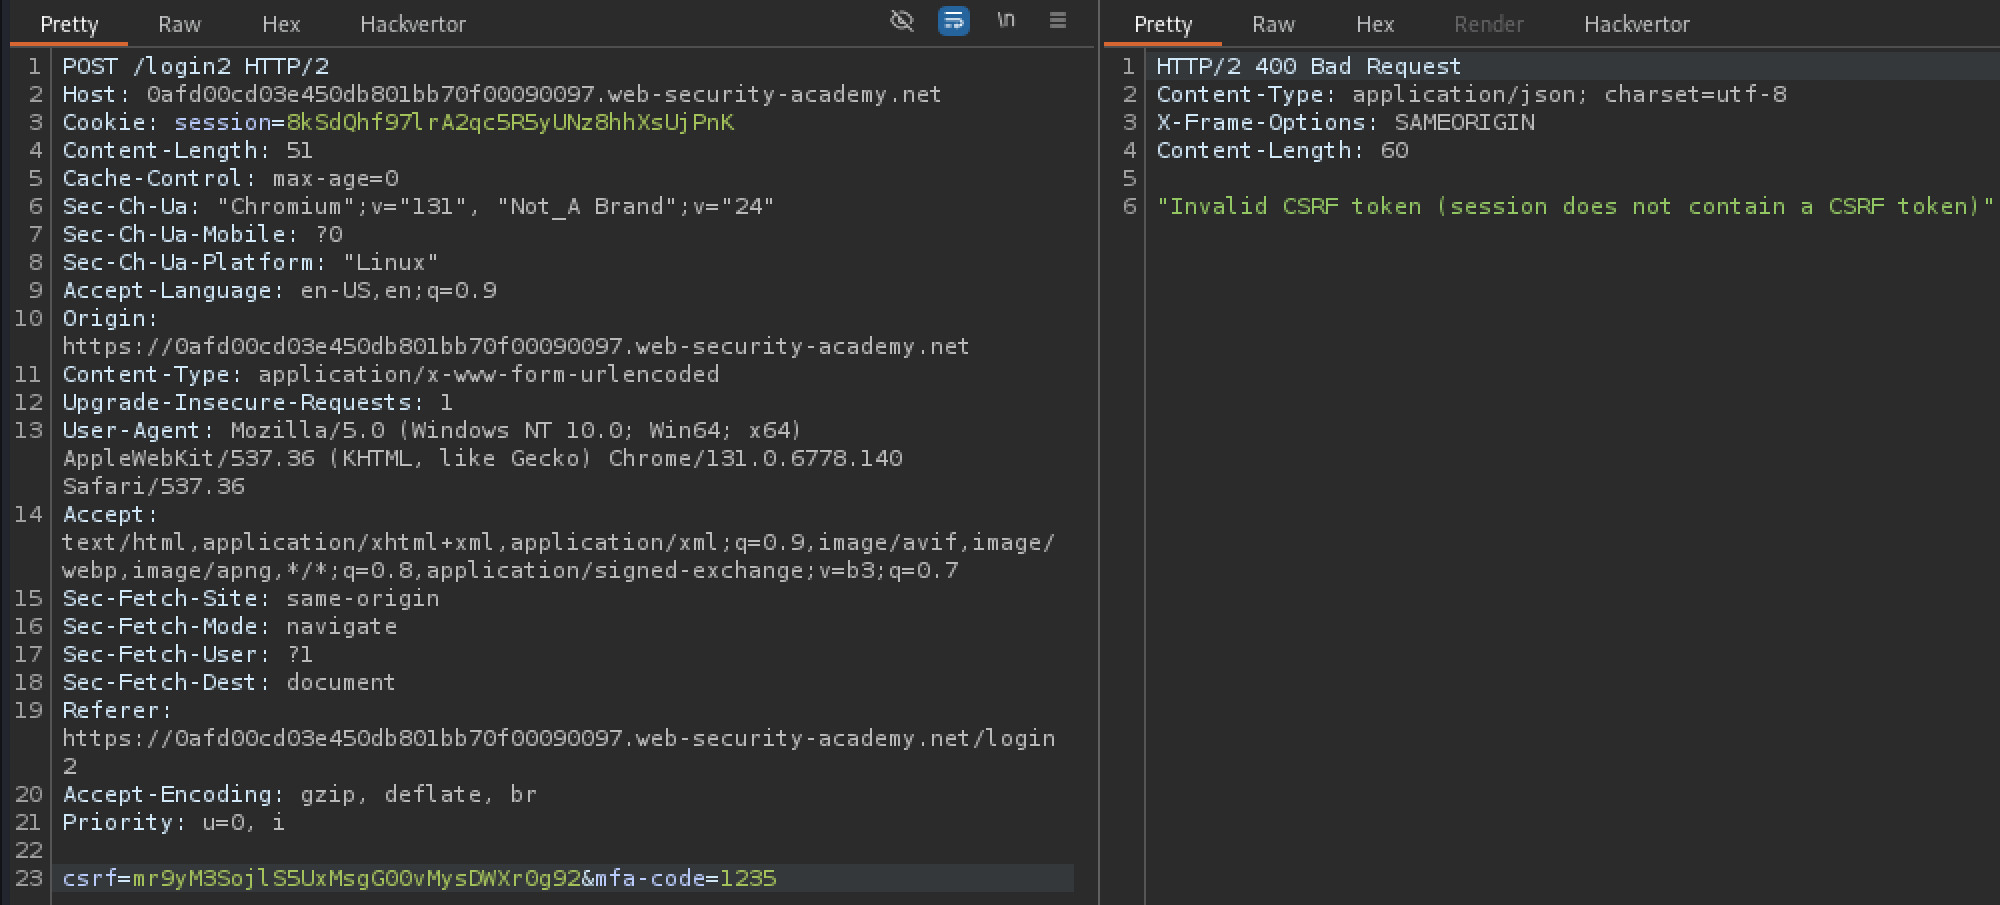 Pretty Raw Hex Hackvertor \n
1 POST /login2 HTTP/2
2 Host: 0afd00cd03e450db801bb70f00090097.web-security-academy.net
3 Cookie: session=8kSdQhf97lrA2qc5R5yUNz8hhXsUjPnK
4 Content-Length: 51
5 Cache-Control: max-age=0
6 Sec-Ch-Ua: "Chromium";v="131", "Not_A Brand";v="24"
7 Sec-Ch-Ua-Mobile: ?0
8 Sec-Ch-Ua-Platform: "Linux"
9 Accept-Language: en-US,en;q=0.9
10 Origin:
https://0afd00cd03e450db801bb70f00090097.web-security-academy.net
11 Content-Type: application/x-www-form-urlencoded
12 Upgrade-Insecure-Requests: 1
13 User-Agent: Mozilla/5.0 (Windows NT 10.0; Win64; x64)
AppleWebKit/537.36 (KHTML, like Gecko) Chrome/131.0.6778.140
Safari/537.36
14 Accept:
text/html,application/xhtml+xml,application/xml;q=0.9,image/avif,image/
webp,image/apng,*/*;q=0.8,application/signed-exchange;v=b3;q=0.7
15 Sec-Fetch-Site: same-origin
16 Sec-Fetch-Mode: navigate
17 Sec-Fetch-User: ?1
18 Sec-Fetch-Dest: document
19 Referer:
https://0afd00cd03e450db801bb70f00090097.web-security-academy.net/login
2
20 Accept-Encoding: gzip, deflate, br
21 Priority: u=0, i
22
23 csrf=mr9yM3SojlS5UxMsgG00vMysDWXr0g92&mfa-code=1235
Pretty Raw Hex Render Hackvertor
1 HTTP/2 400 Bad Request
2 Content-Type: application/json; charset=utf-8
3 X-Frame-Options: SAMEORIGIN
4 Content-Length: 60
5
6 "Invalid CSRF token (session does not contain a CSRF token)"